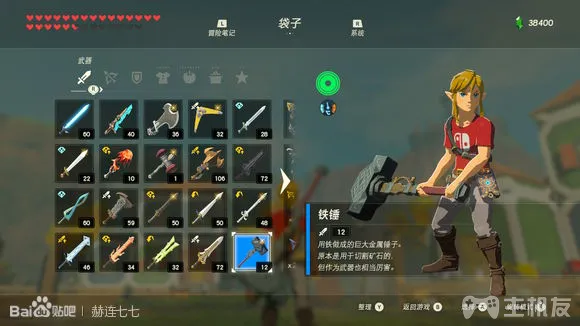 L
冒险笔记
袋子
R
系统
38400
武器
R
60 40 36 32 28
22 10 1 106 72
60 59 50 50 48
46 34 32 72 12
铁锤
12
用铁做成的巨大金属锤子。
原本是用于切割矿石的。
但作为武器也相当厉害。
整理 Y 返回游戏 B 选择 A
Bai du 贴吧 | 赫连七七
主机友